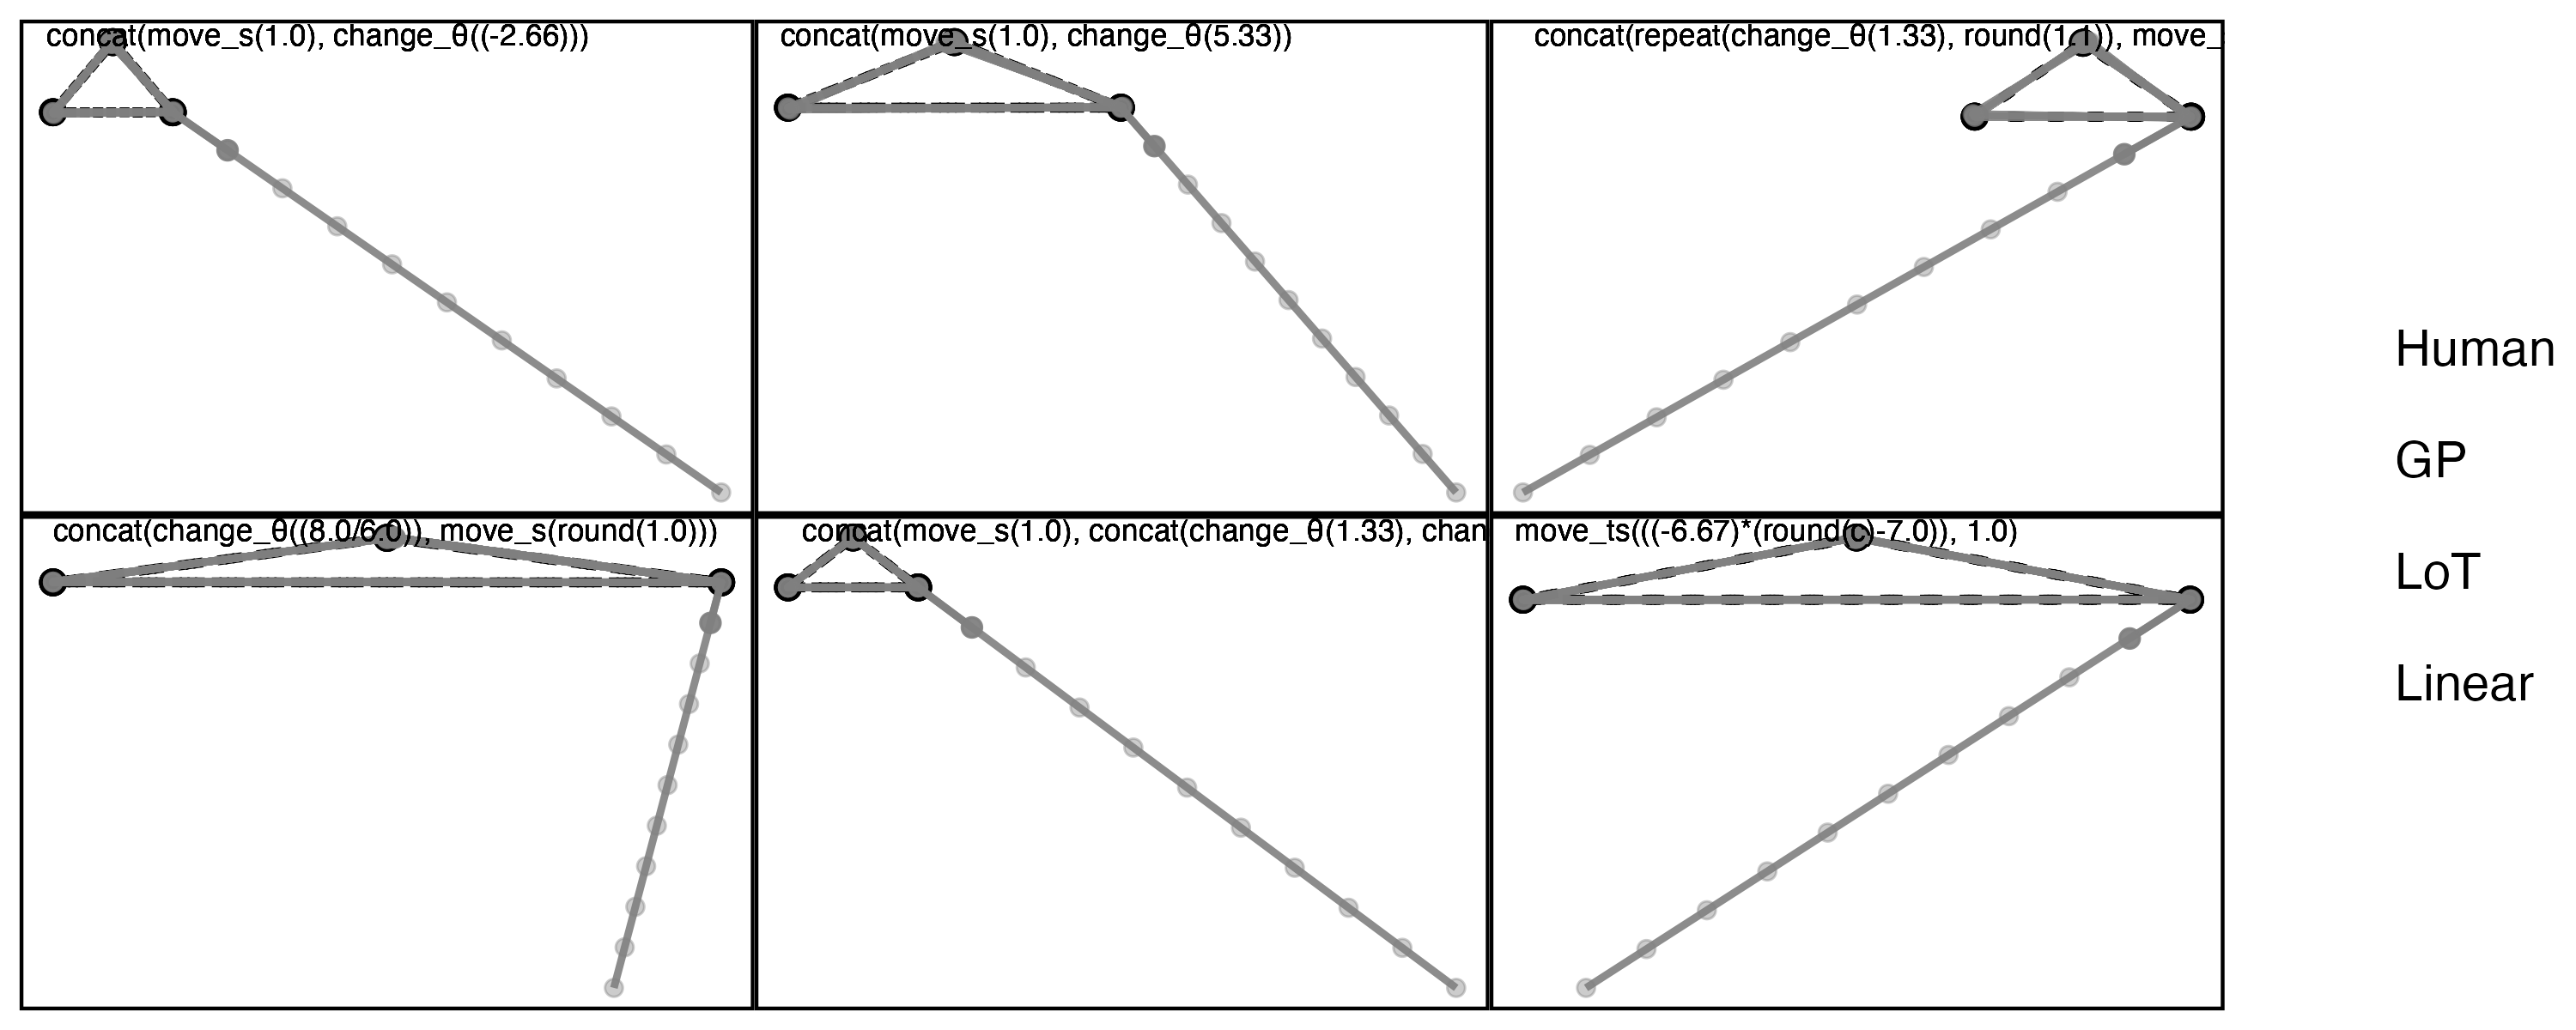 concat(move_s(1.0), change_θ((-2.66)))
concat(move_s(1.0), change_θ(5.33))
concat(repeat(change_θ(1.33), round(1.1)), move_
concat(change_θ((8.0/6.0)), move_s(round(1.0)))
concat(move_s(1.0), concat(change_θ(1.33), chan
move_ts(((-6.67)*(round(c)-7.0)), 1.0)
Human
GP
LoT
Linear